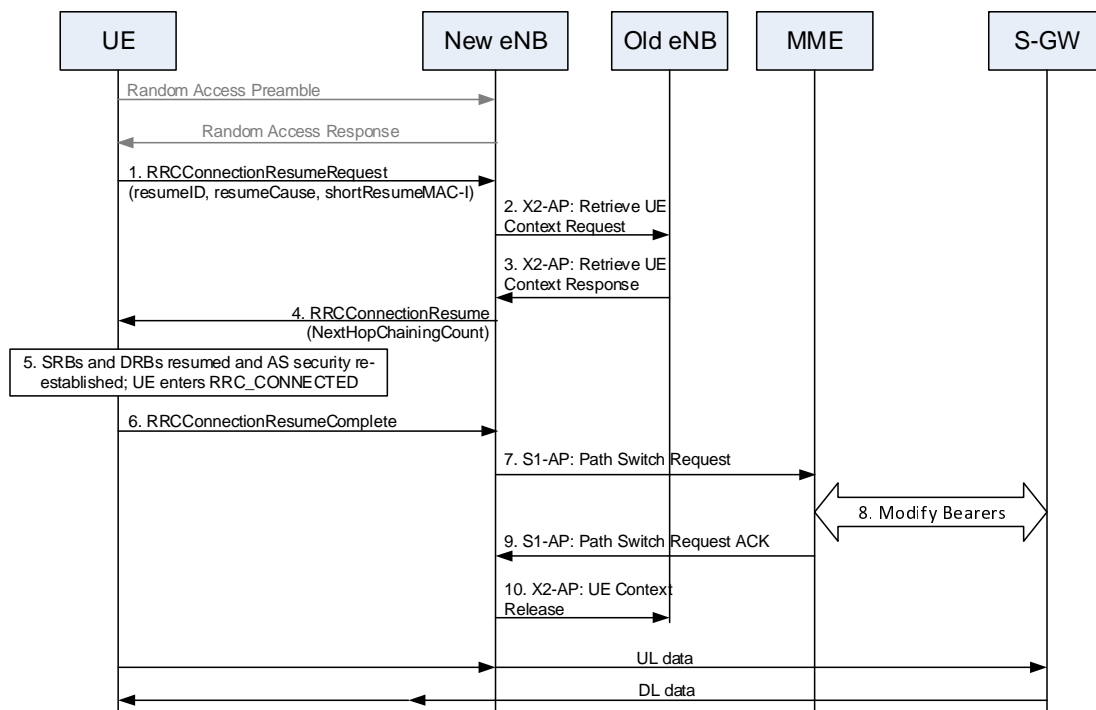 UE
New eNB
Old eNB
MME
S-GW
Random Access Preamble
Random Access Response
1. RRCConnectionResumeRequest
(resumeID, resumeCause, shortResumeMAC-I)
2. X2-AP: Retrieve UE
Context Request
3. X2-AP: Retrieve UE
Context Response
4. RRCConnectionResume
(NextHopChainingCount)
5. SRBs and DRBs resumed and AS security re-
established; UE enters RRC_CONNECTED
6. RRCConnectionResumeComplete
7. S1-AP: Path Switch Request
8. Modify Bearers
9. S1-AP: Path Switch Request ACK
10. X2-AP: UE Context
Release
UL data
DL data